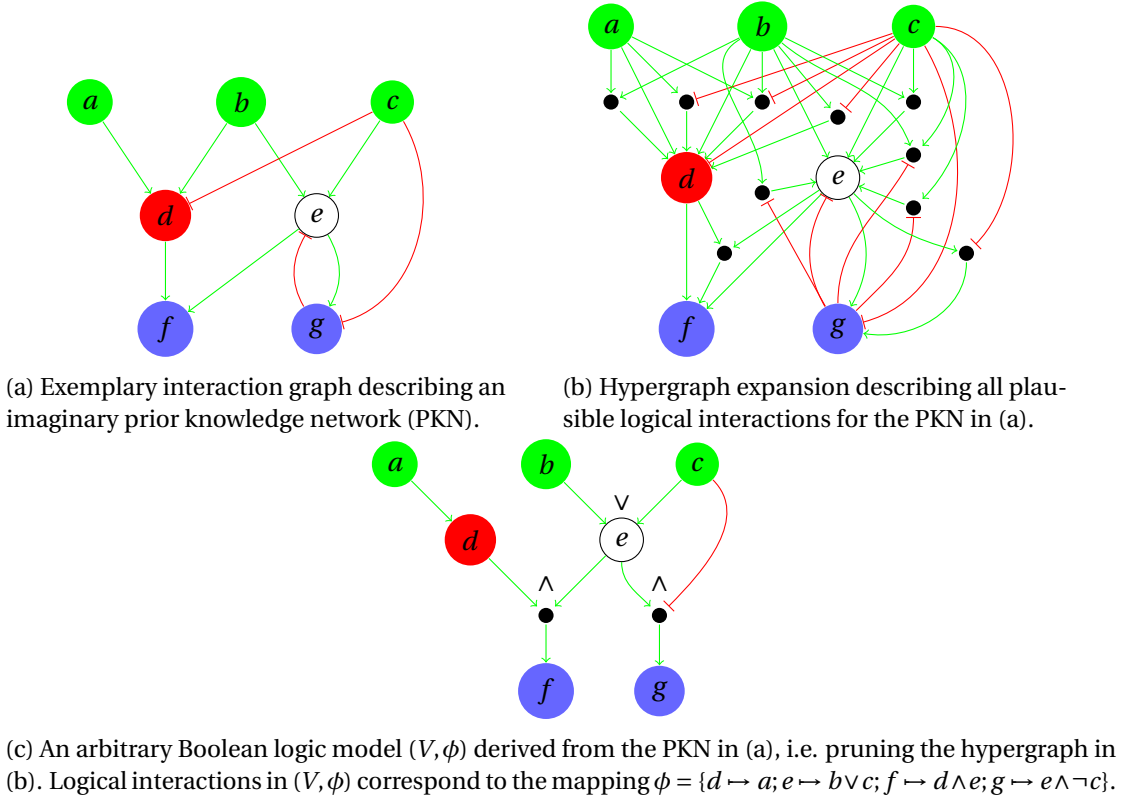 a b c
a b c
d e
d e
f g
f g
(a) Exemplary interaction graph describing an
imaginary prior knowledge network (PKN).
(b) Hypergraph expansion describing all plau-
sible logical interactions for the PKN in (a).
a b c
∨
d e
∧ ∧
f g
(c) An arbitrary Boolean logic model (V,ϕ) derived from the PKN in (a), i.e. pruning the hypergraph in
(b). Logical interactions in (V,ϕ) correspond to the mapping ϕ = {d ↦ a; e ↦ b∨c; f ↦ d∧e; g ↦ e∧¬c}.